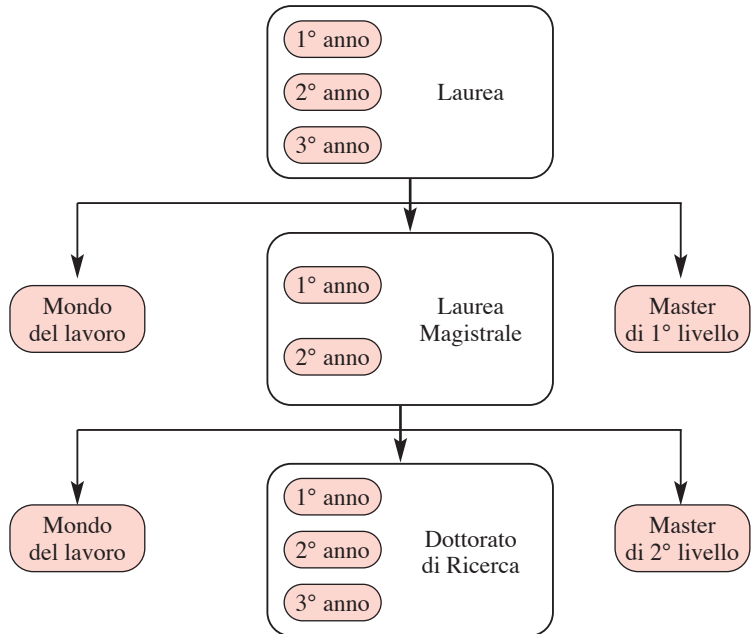 1° anno
2° anno
Laurea
3° anno
Mondo
del lavoro
1° anno
2° anno
Laurea
Magistrale
Master
di 1° livello
Mondo
del lavoro
1° anno
2° anno
3° anno
Dottorato
di Ricerca
Master
di 2° livello